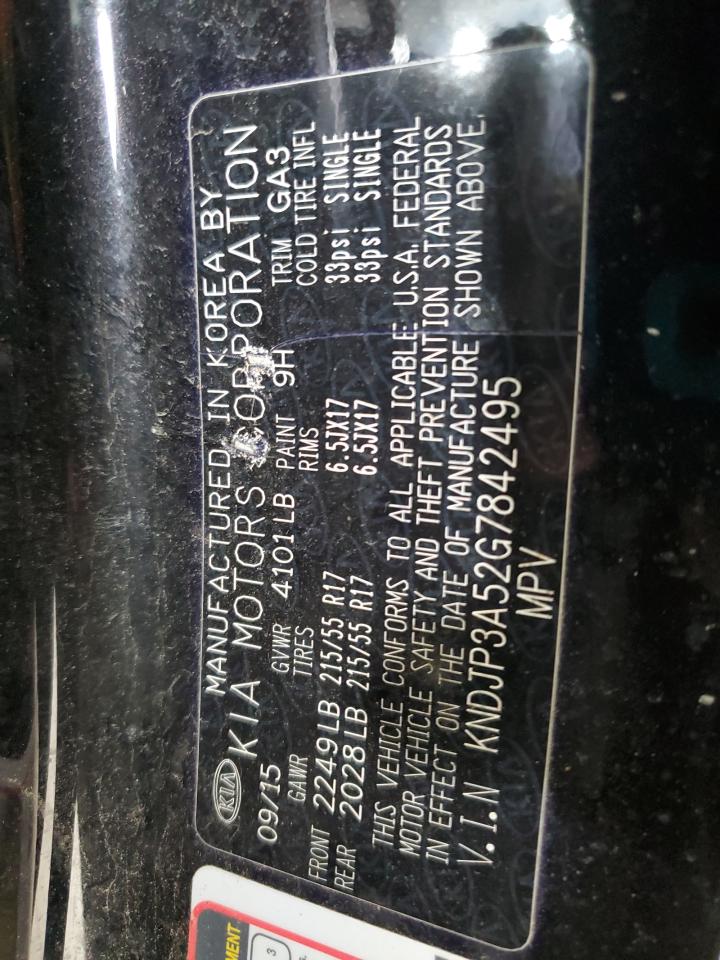 KIA MANUFACTURED IN KOREA BY
KIA MOTORS CORPORATION
09/15 GVWR 4101LB PAINT 9H TRIM GA3
GAWR TIRES RIMS COLD TIRE INFL
FRONT 2249LB 215/55 R17 6.5JX17 33psi SINGLE
REAR 2028LB 215/55 R17 6.5JX17 33psi SINGLE
THIS VEHICLE CONFORMS TO ALL APPLICABLE U.S.A. FEDERAL
MOTOR VEHICLE SAFETY AND THEFT PREVENTION STANDARDS
IN EFFECT ON THE DATE OF MANUFACTURE SHOWN ABOVE.
V.I.N KNDJP3A52G7842495
MPV
3